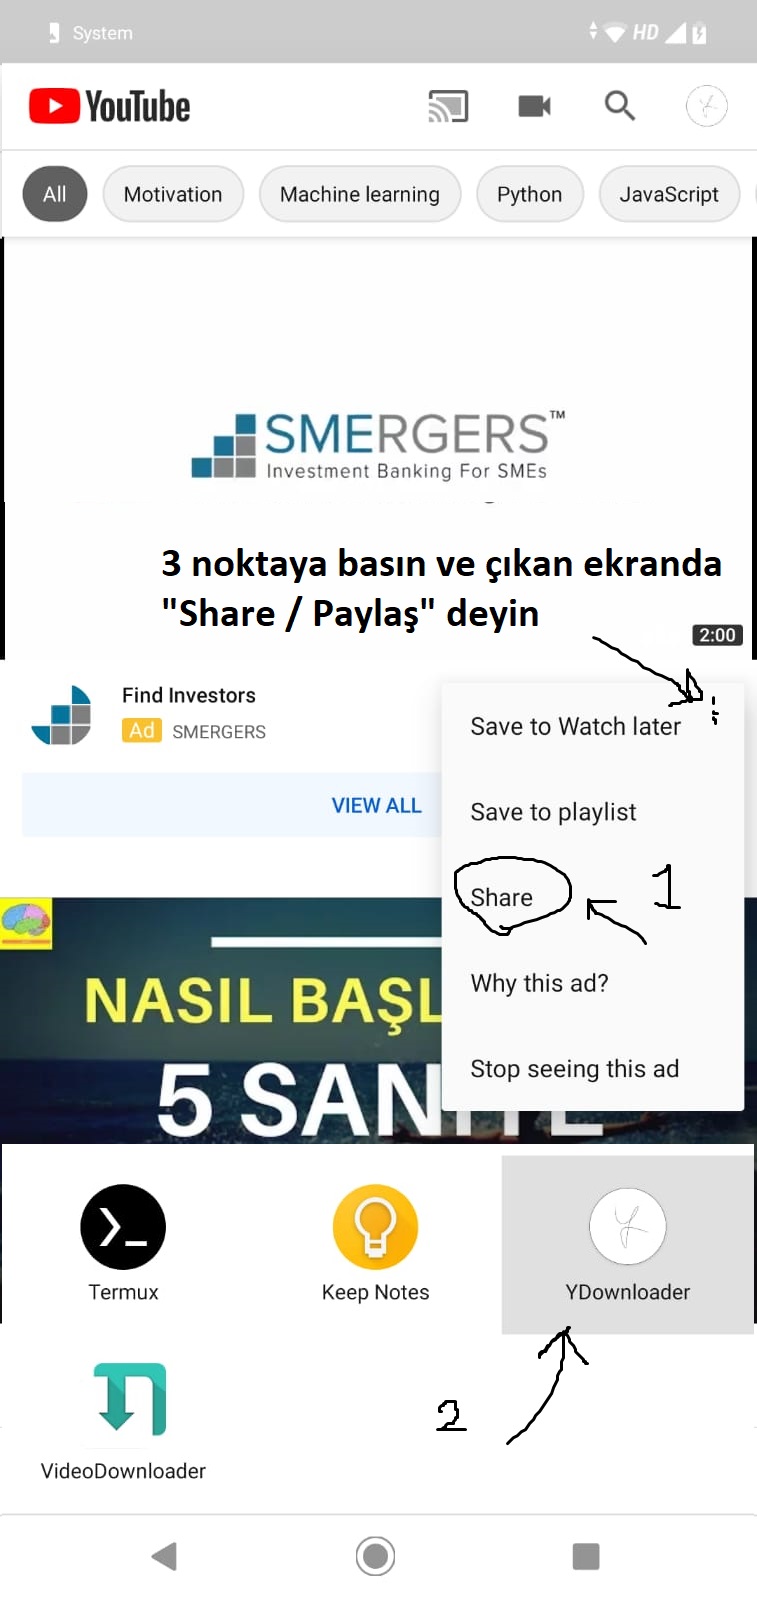 System
HD
YouTube
All
Motivation
Machine learning
Python
JavaScript
SMERGERS™
Investment Banking For SMEs
3 noktaya basın ve çıkan ekranda
"Share / Paylaş" deyin
2:00
Find Investors
Ad SMERGERS
VIEW ALL
Save to Watch later
Save to playlist
Share
1
Why this ad?
Stop seeing this ad
NASIL BAŞL
5 SANİYE
Termux
Keep Notes
YDownloader
2
VideoDownloader